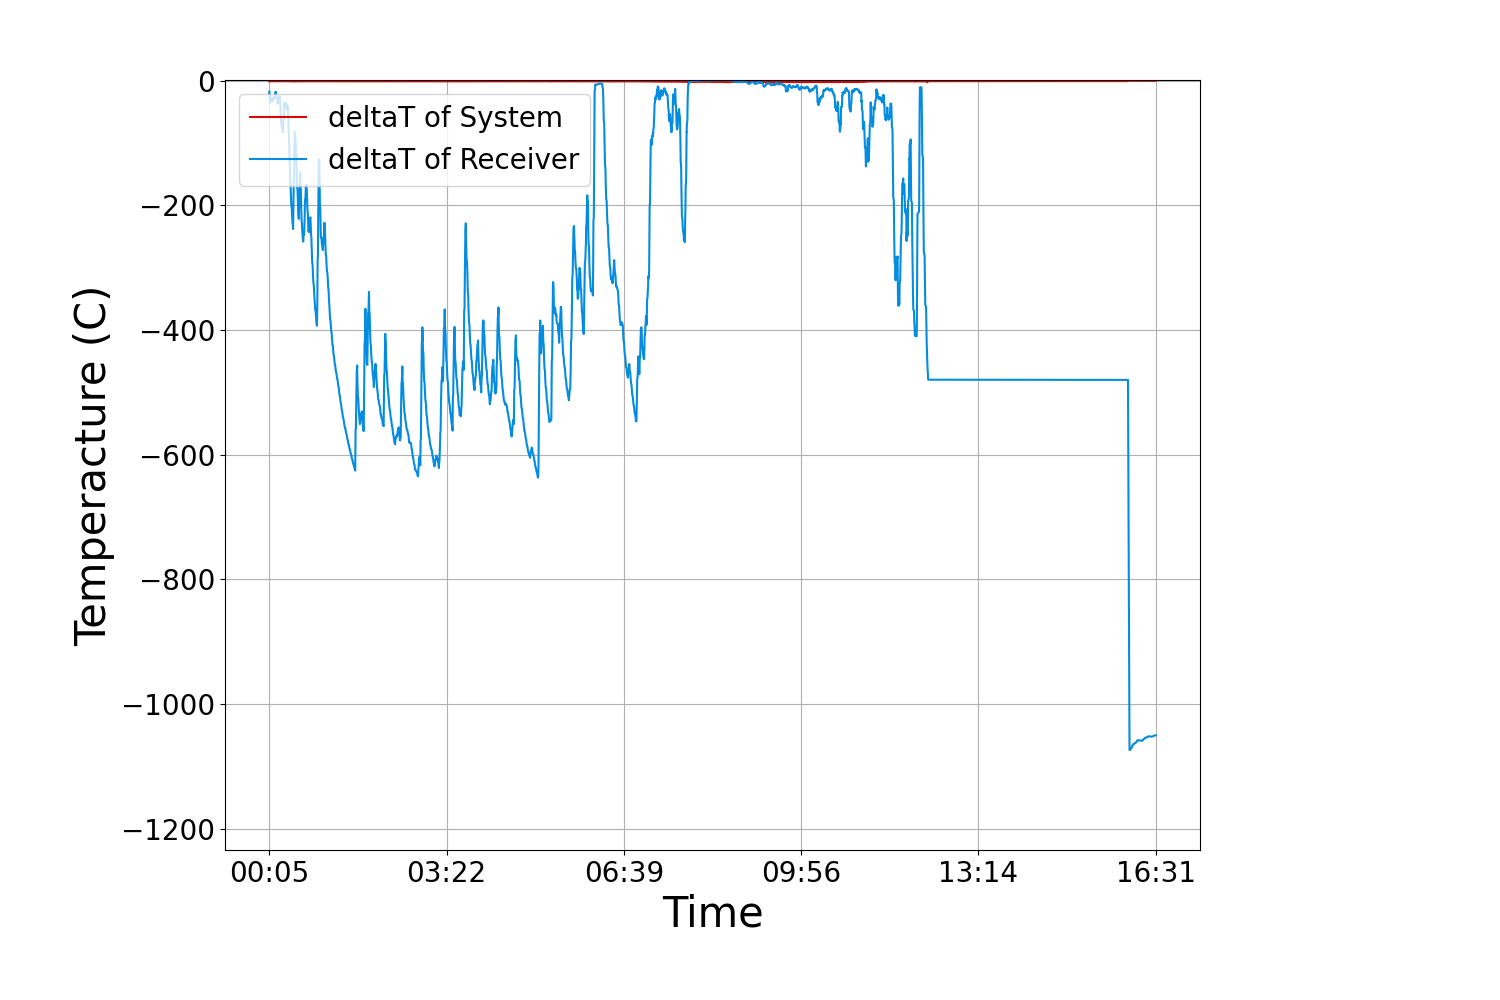 0
−200
−400
−600
−800
−1000
−1200
Temperacture (C)
deltaT of System
deltaT of Receiver
00:05 03:22 06:39 09:56 13:14 16:31
Time